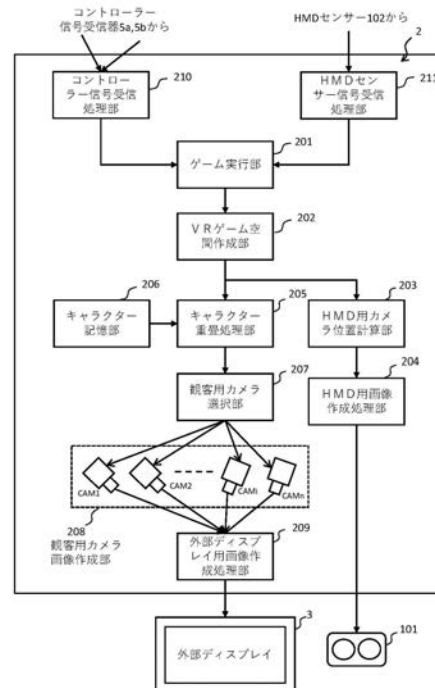 コントローラー
信号受信器5a,5bから
HMDセンサー102から
2
コントロー
ラー信号受信
処理部
210
HMDセン
サー信号受信
処理部
211
201
ゲーム実行部
202
VRゲーム空
間作成部
206
キャラクター
記憶部
205
キャラクター
重畳処理部
203
HMD用カメ
ラ位置計算部
207
観客用カメラ
選択部
204
HMD用画像
作成処理部
CAM1
CAM2
CAMi
CAMn
208
観客用カメラ
画像作成部
209
外部ディスプ
レイ用画像作
成処理部
3
外部ディスプレイ
101